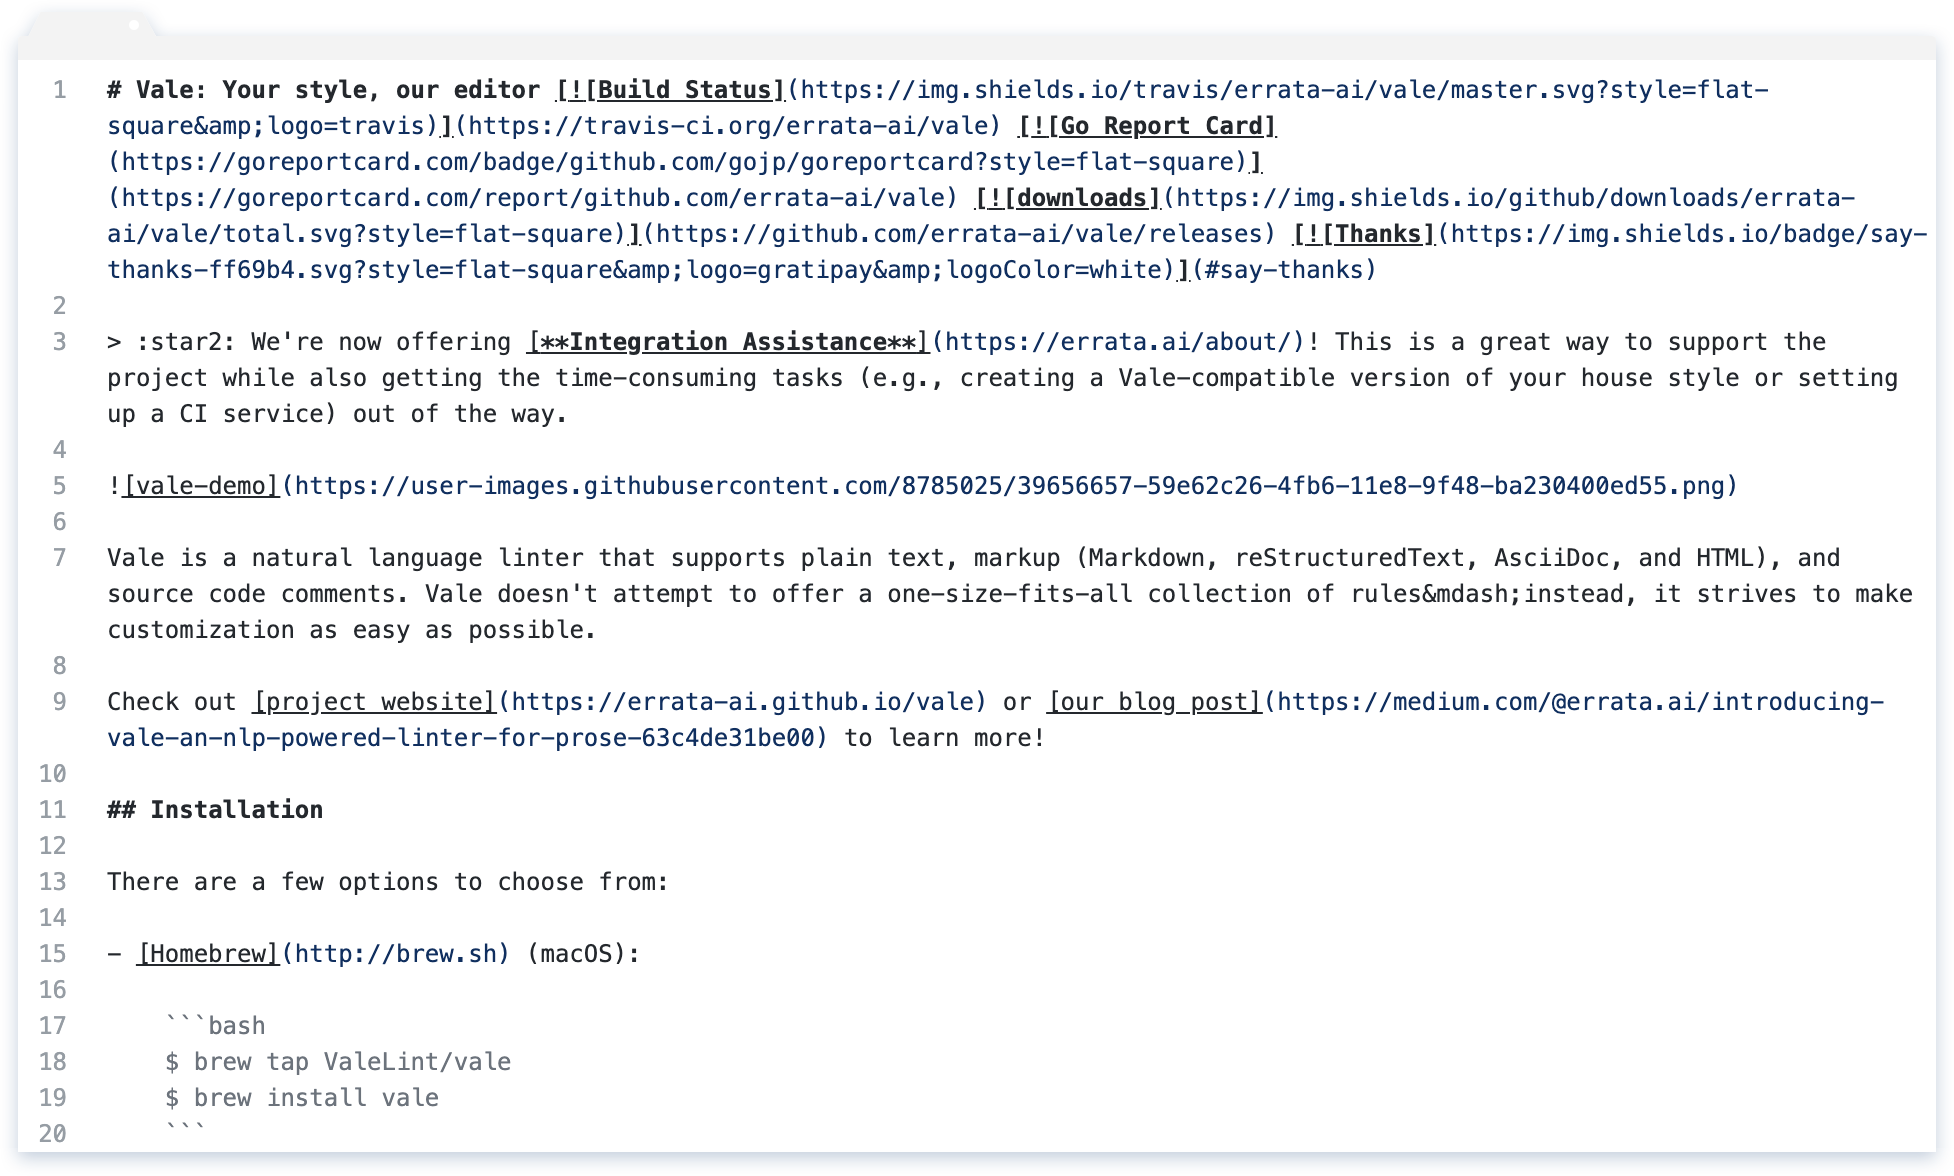 1 # Vale: Your style, our editor [![Build Status](https://img.shields.io/travis/errata-ai/vale/master.svg?style=flat-
square&amp;logo=travis)](https://travis-ci.org/errata-ai/vale) [![Go Report Card]
(https://goreportcard.com/badge/github.com/gojp/goreportcard?style=flat-square)]
(https://goreportcard.com/report/github.com/errata-ai/vale) [![downloads](https://img.shields.io/github/downloads/errata-
ai/vale/total.svg?style=flat-square)](https://github.com/errata-ai/vale/releases) [![Thanks](https://img.shields.io/badge/say-
thanks-ff69b4.svg?style=flat-square&amp;logo=gratipay&amp;logoColor=white)](#say-thanks)
2
3 > :star2: We're now offering [**Integration Assistance**](https://errata.ai/about/)! This is a great way to support the
project while also getting the time-consuming tasks (e.g., creating a Vale-compatible version of your house style or setting
up a CI service) out of the way.
4
5 ![vale-demo](https://user-images.githubusercontent.com/8785025/39656657-59e62c26-4fb6-11e8-9f48-ba230400ed55.png)
6
7 Vale is a natural language linter that supports plain text, markup (Markdown, reStructuredText, AsciiDoc, and HTML), and
source code comments. Vale doesn't attempt to offer a one-size-fits-all collection of rules&mdash;instead, it strives to make
customization as easy as possible.
8
9 Check out [project website](https://errata-ai.github.io/vale) or [our blog post](https://medium.com/@errata.ai/introducing-
vale-an-nlp-powered-linter-for-prose-63c4de31be00) to learn more!
10
11 ## Installation
12
13 There are a few options to choose from:
14
15 - [Homebrew](http://brew.sh) (macOS):
16
17     ```bash
18     $ brew tap ValeLint/vale
19     $ brew install vale
20     ```